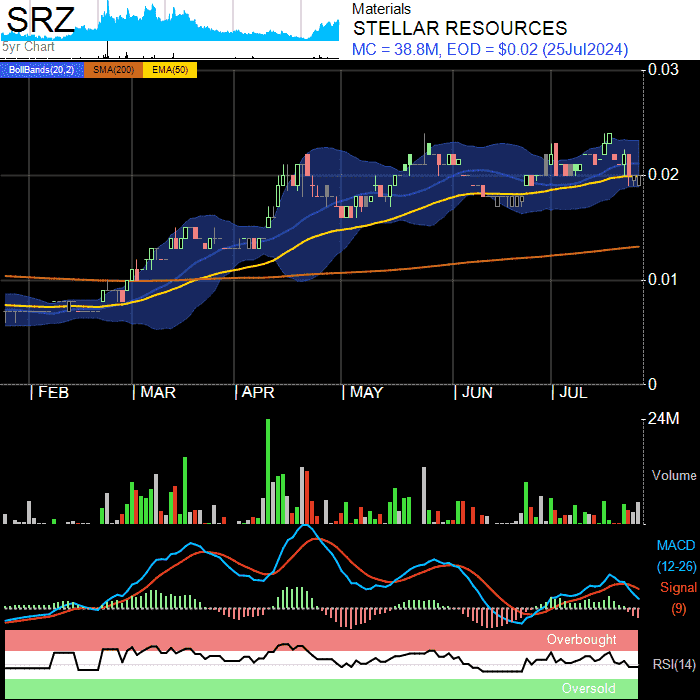 SRZ
5yr Chart
Materials
STELLAR RESOURCES
MC = 38.8M, EOD = $0.02 (25Jul2024)
BollBands(20,2) SMA(200) EMA(50)
0.03
0.02
0.01
0
FEB MAR APR MAY JUN JUL
24M
Volume
MACD
(12-26)
Signal
(9)
Overbought
RSI(14)
Oversold